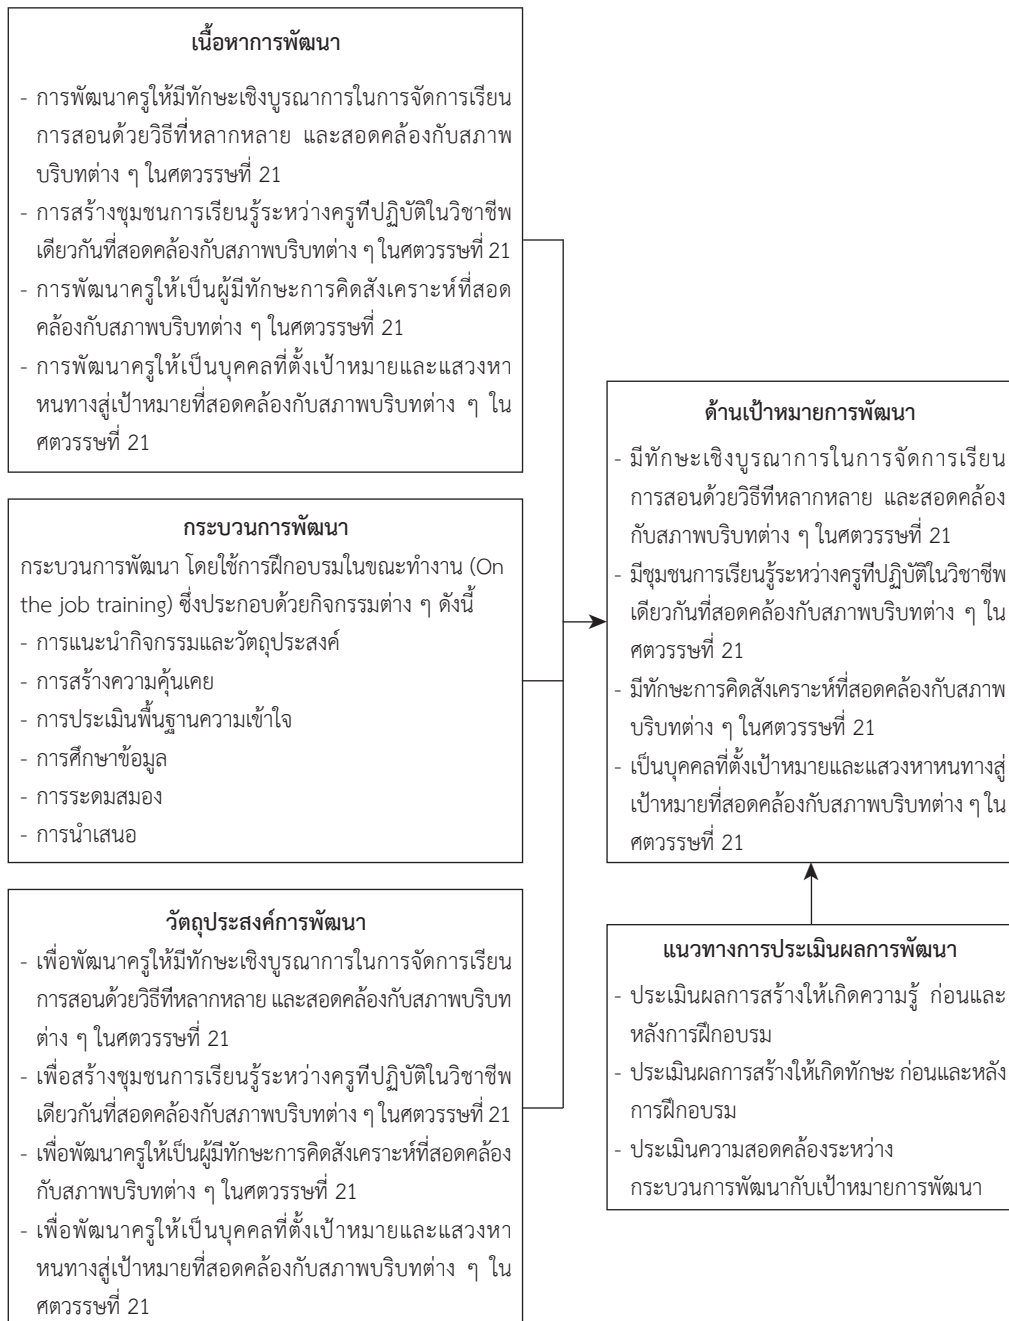 เนื้อหาการพัฒนา
- การพัฒนาครูให้มีทักษะเชิงบูรณาการในการจัดการเรียน
การสอนด้วยวิธีที่หลากหลาย และสอดคล้องกับสภาพ
บริบทต่าง ๆ ในศตวรรษที่ 21
- การสร้างชุมชนการเรียนรู้ระหว่างครูที่ปฏิบัติในวิชาชีพ
เดียวกันที่สอดคล้องกับสภาพบริบทต่าง ๆ ในศตวรรษที่ 21
- การพัฒนาครูให้เป็นผู้มีทักษะการคิดสังเคราะห์ที่สอด
คล้องกับสภาพบริบทต่าง ๆ ในศตวรรษที่ 21
- การพัฒนาครูให้เป็นบุคคลที่ตั้งเป้าหมายและแสวงหา
หนทางสู่เป้าหมายที่สอดคล้องกับสภาพบริบทต่าง ๆ ใน
ศตวรรษที่ 21
กระบวนการพัฒนา
กระบวนการพัฒนา โดยใช้การฝึกอบรมในขณะทำงาน (On
the job training) ซึ่งประกอบด้วยกิจกรรมต่าง ๆ ดังนี้
- การแนะนำกิจกรรมและวัตถุประสงค์
- การสร้างความคุ้นเคย
- การประเมินพื้นฐานความเข้าใจ
- การศึกษาข้อมูล
- การระดมสมอง
- การนำเสนอ
วัตถุประสงค์การพัฒนา
- เพื่อพัฒนาครูให้มีทักษะเชิงบูรณาการในการจัดการเรียน
การสอนด้วยวิธีที่หลากหลาย และสอดคล้องกับสภาพบริบท
ต่าง ๆ ในศตวรรษที่ 21
- เพื่อสร้างชุมชนการเรียนรู้ระหว่างครูที่ปฏิบัติในวิชาชีพ
เดียวกันที่สอดคล้องกับสภาพบริบทต่าง ๆ ในศตวรรษที่ 21
- เพื่อพัฒนาครูให้เป็นผู้มีทักษะการคิดสังเคราะห์ที่สอดคล้อง
กับสภาพบริบทต่าง ๆ ในศตวรรษที่ 21
- เพื่อพัฒนาครูให้เป็นบุคคลที่ตั้งเป้าหมายและแสวงหา
หนทางสู่เป้าหมายที่สอดคล้องกับสภาพบริบทต่าง ๆ ใน
ศตวรรษที่ 21
ด้านเป้าหมายการพัฒนา
- มีทักษะเชิงบูรณาการในการจัดการเรียน
การสอนด้วยวิธีที่หลากหลาย และสอดคล้อง
กับสภาพบริบทต่าง ๆ ในศตวรรษที่ 21
- มีชุมชนการเรียนรู้ระหว่างครูที่ปฏิบัติในวิชาชีพ
เดียวกันที่สอดคล้องกับสภาพบริบทต่าง ๆ ใน
ศตวรรษที่ 21
- มีทักษะการคิดสังเคราะห์ที่สอดคล้องกับสภาพ
บริบทต่าง ๆ ในศตวรรษที่ 21
- เป็นบุคคลที่ตั้งเป้าหมายและแสวงหาหนทางสู่
เป้าหมายที่สอดคล้องกับสภาพบริบทต่าง ๆ ใน
ศตวรรษที่ 21
แนวทางการประเมินผลการพัฒนา
- ประเมินผลการสร้างให้เกิดความรู้ ก่อนและ
หลังการฝึกอบรม
- ประเมินผลการสร้างให้เกิดทักษะ ก่อนและหลัง
การฝึกอบรม
- ประเมินความสอดคล้องระหว่าง
กระบวนการพัฒนากับเป้าหมายการพัฒนา